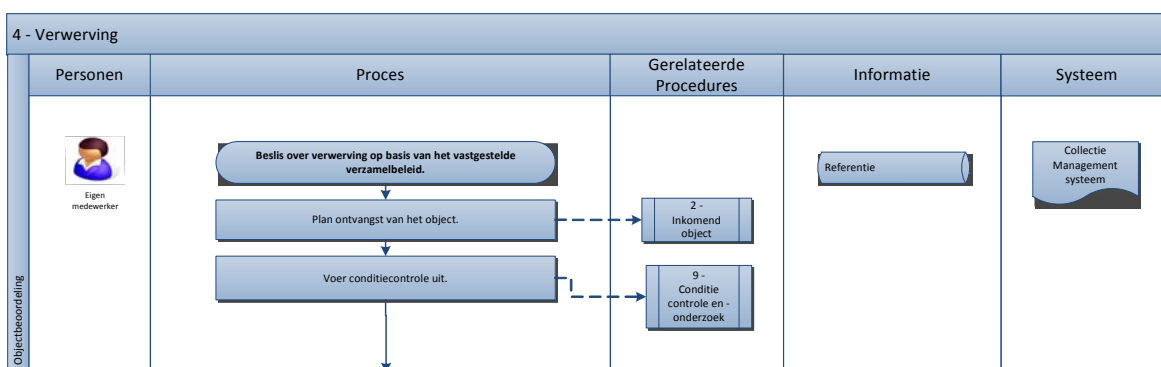 4 - Verwerving
Personen
Proces
Gerelateerde
Procedures
Informatie
Systeem
Objectbeoordeling
Eigen
medewerker
Beslis over verwerving op basis van het vastgestelde
verzamelbeleid.
Referentie
Collectie
Management
systeem
Plan ontvangst van het object.
2 -
Inkomend
object
Voer conditiecontrole uit.
9 -
Conditie
controle en -
onderzoek